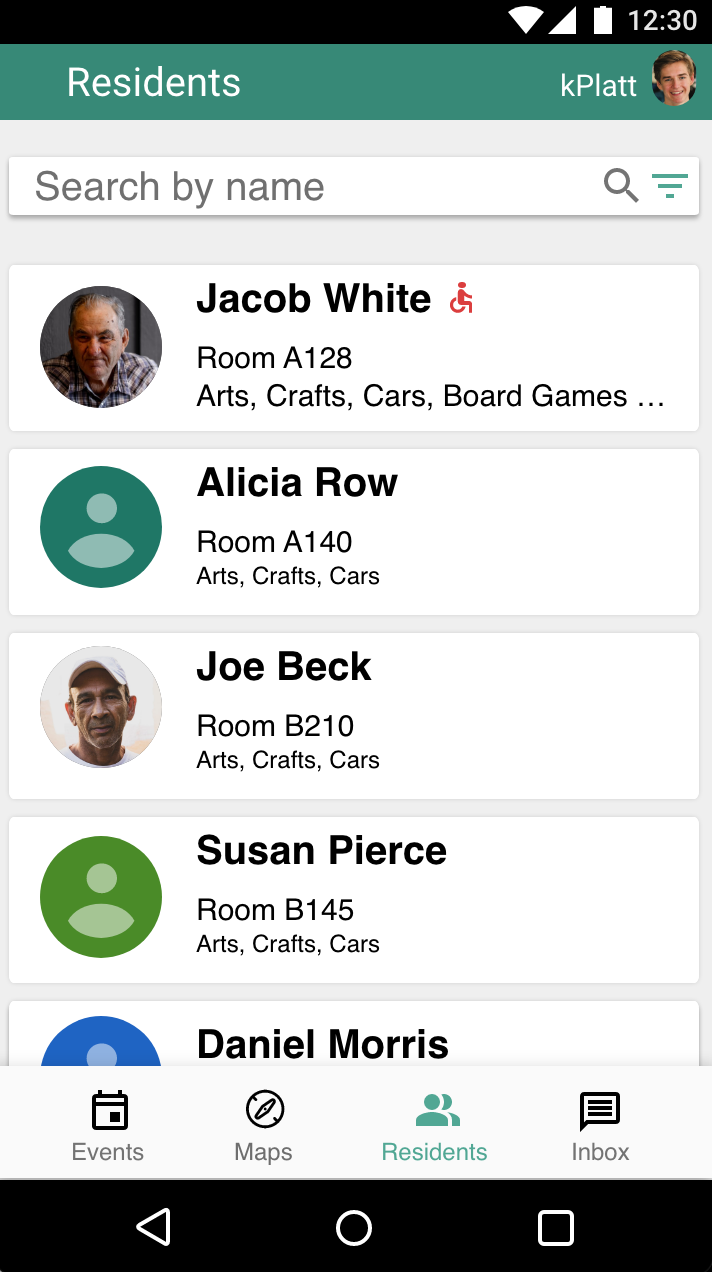 12:30
Residents
kPlatt
Search by name
Jacob White
Room A128
Arts, Crafts, Cars, Board Games …
Alicia Row
Room A140
Arts, Crafts, Cars
Joe Beck
Room B210
Arts, Crafts, Cars
Susan Pierce
Room B145
Arts, Crafts, Cars
Daniel Morris
Events Maps Residents Inbox